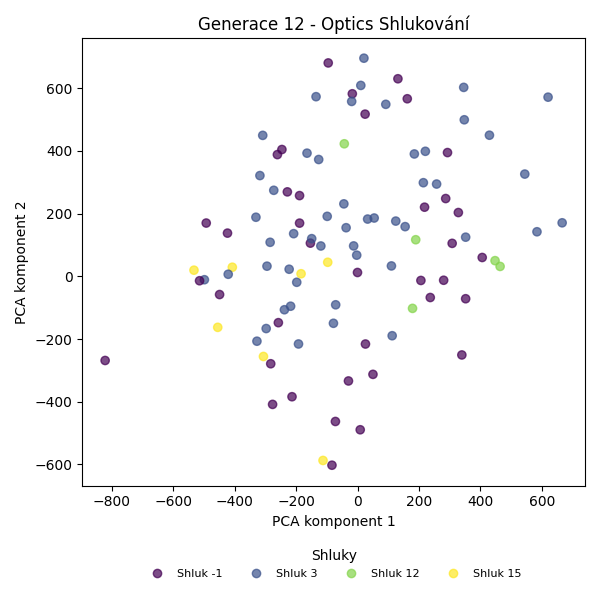 Generace 12 - Optics Shlukování
PCA komponent 2
600
400
200
0
−200
−400
−600
−800 −600 −400 −200 0 200 400 600
PCA komponent 1
Shluky
Shluk -1 Shluk 3 Shluk 12 Shluk 15